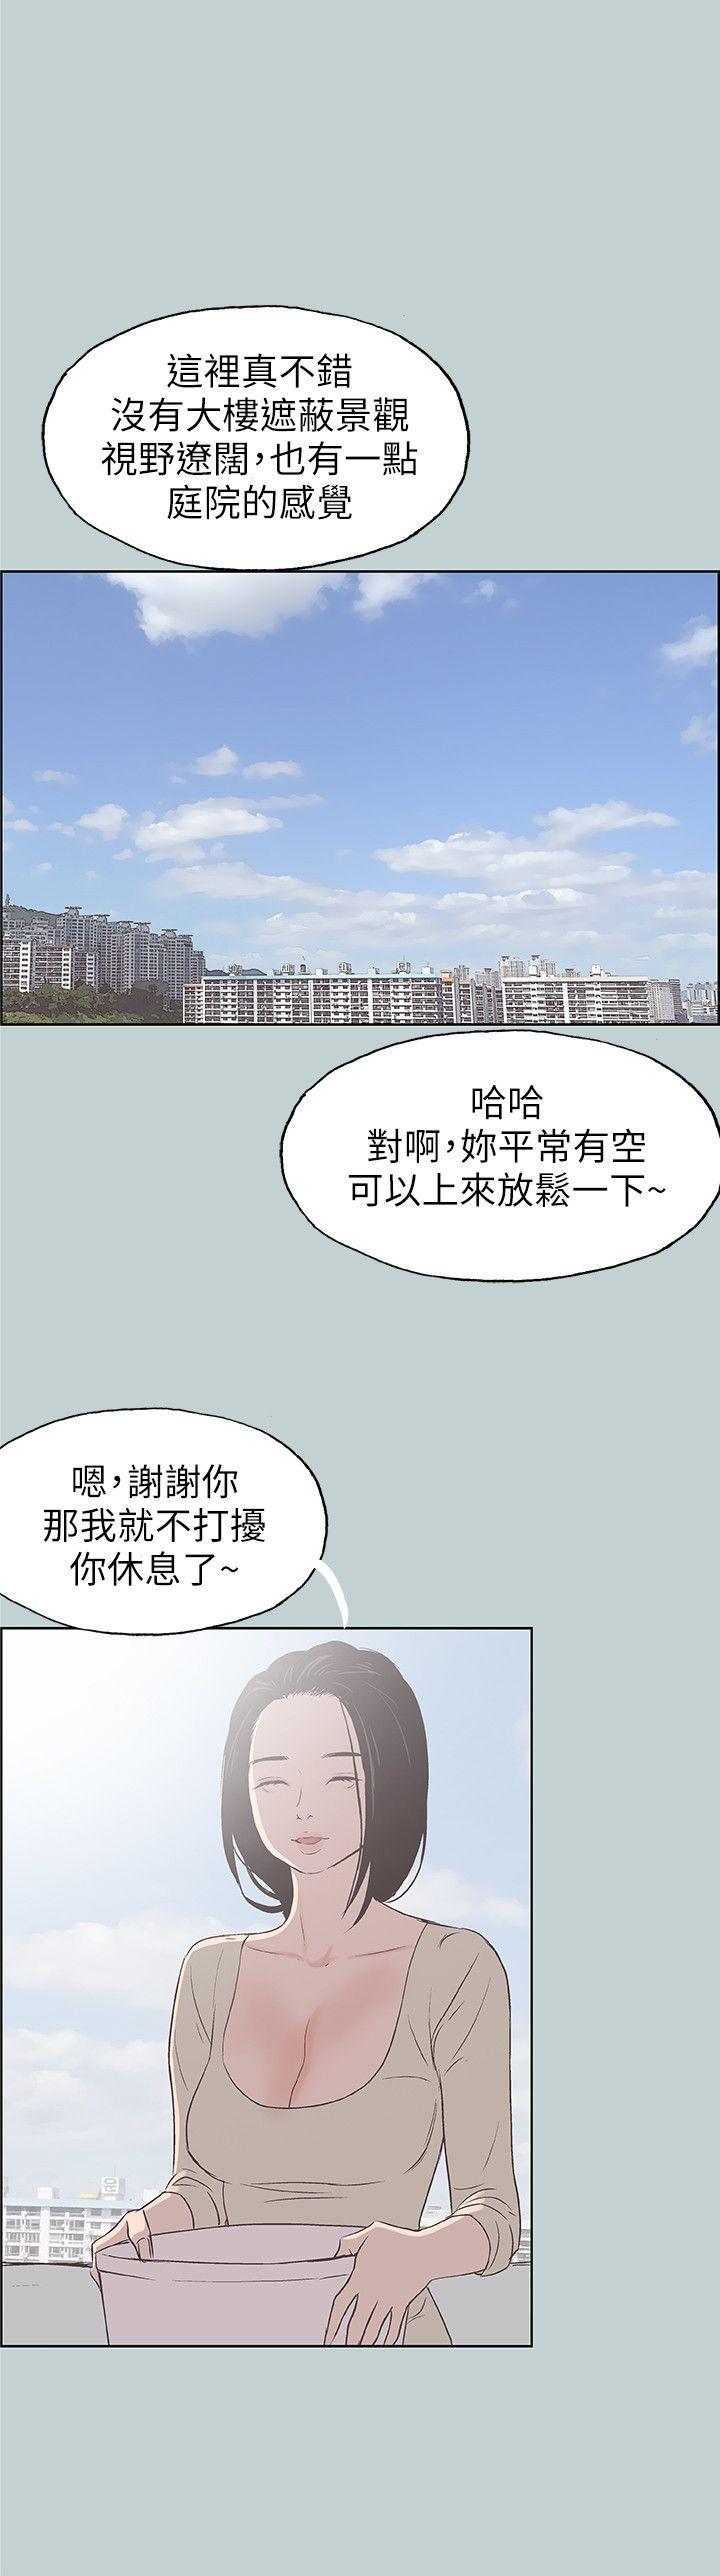 這裡真不錯
沒有大樓遮蔽景觀
視野遼闊,也有一點
庭院的感覺
哈哈
對啊,妳平常有空
可以上來放鬆一下~
嗯,謝謝你
那我就不打擾
你休息了~